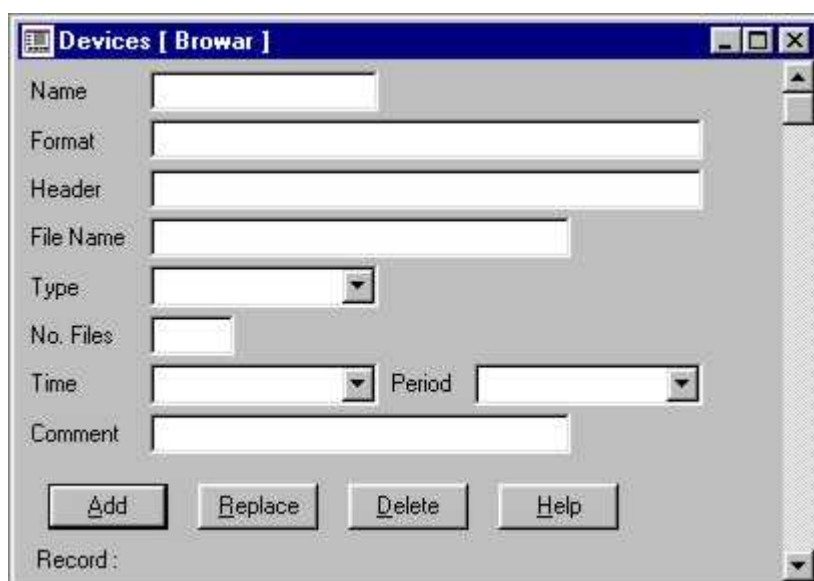 Devices [ Browar ]
Name
Format
Header
File Name
Type
No. Files
Time Period
Comment
Add Replace Delete Help
Record :